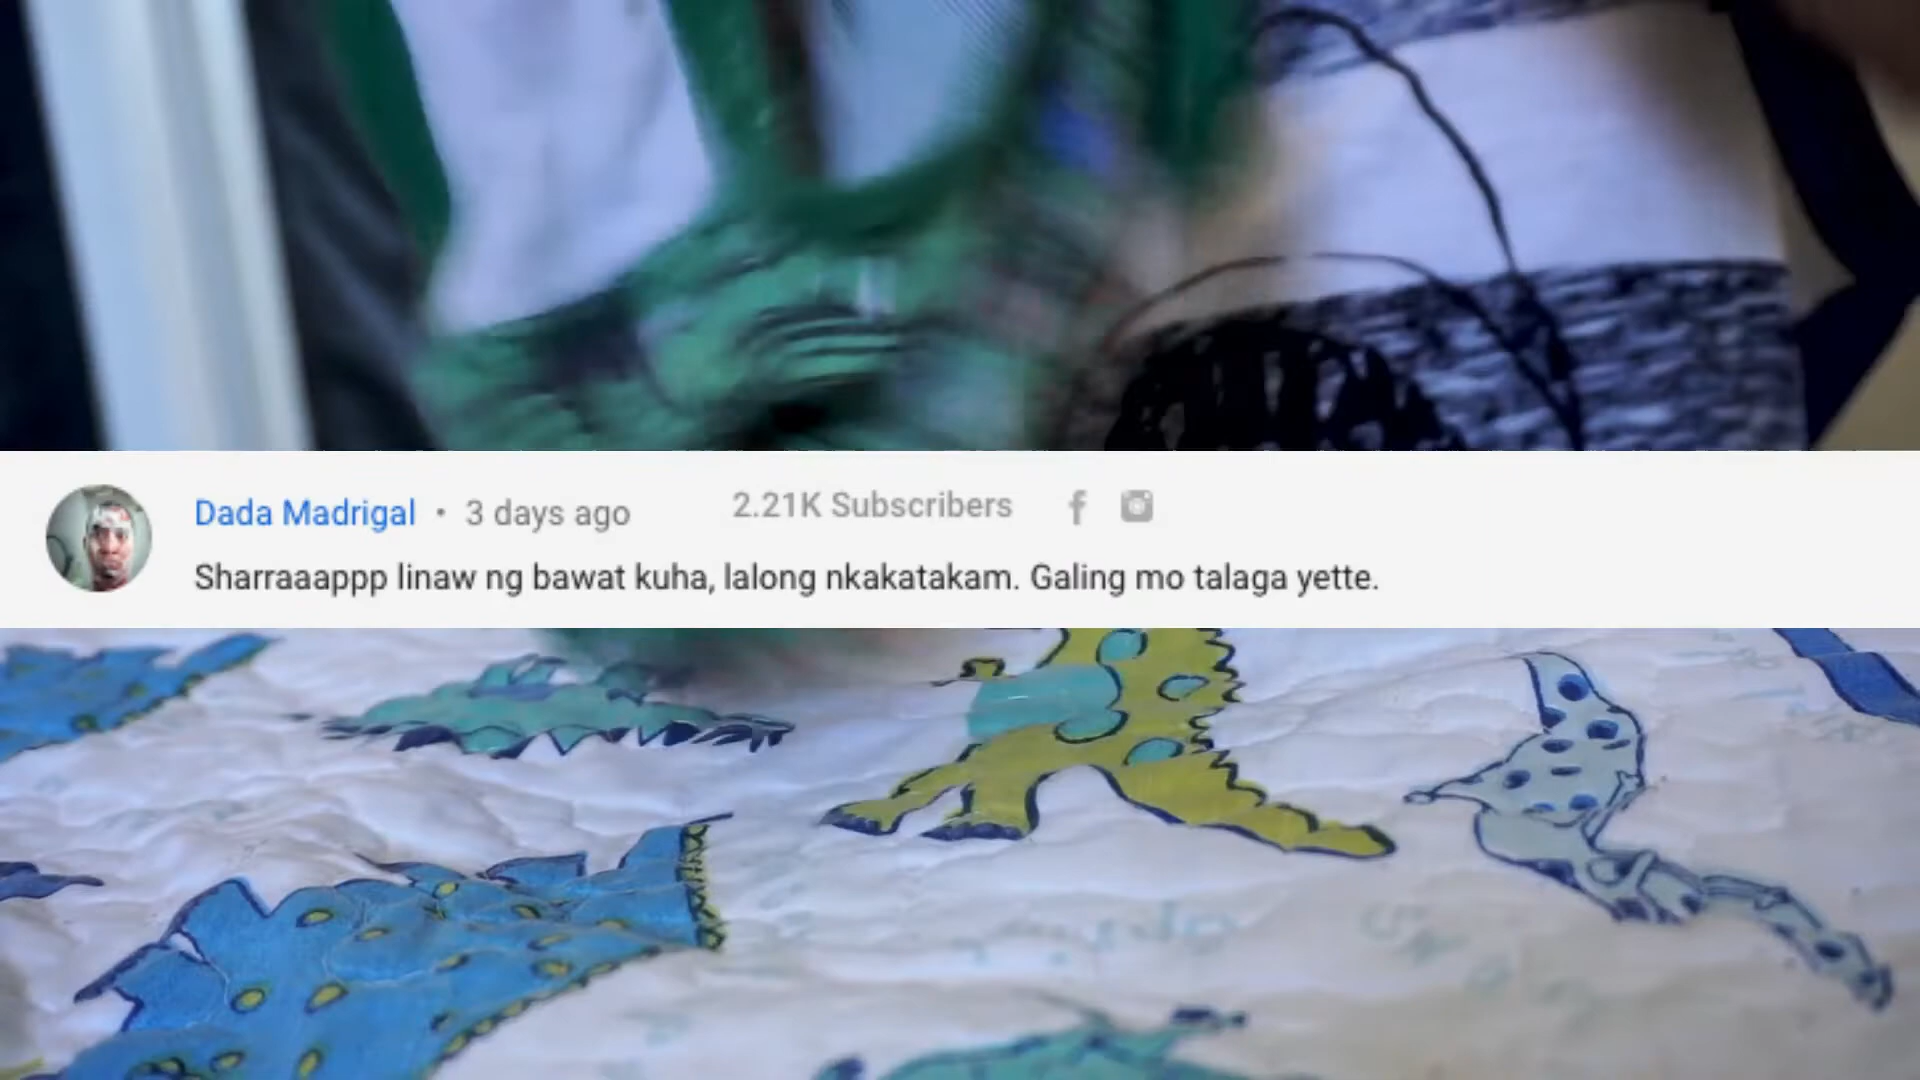 Dada Madrigal • 3 days ago 2.21K Subscribers
Sharraaappp linaw ng bawat kuha, lalong nkakatakam. Galing mo talaga yette.